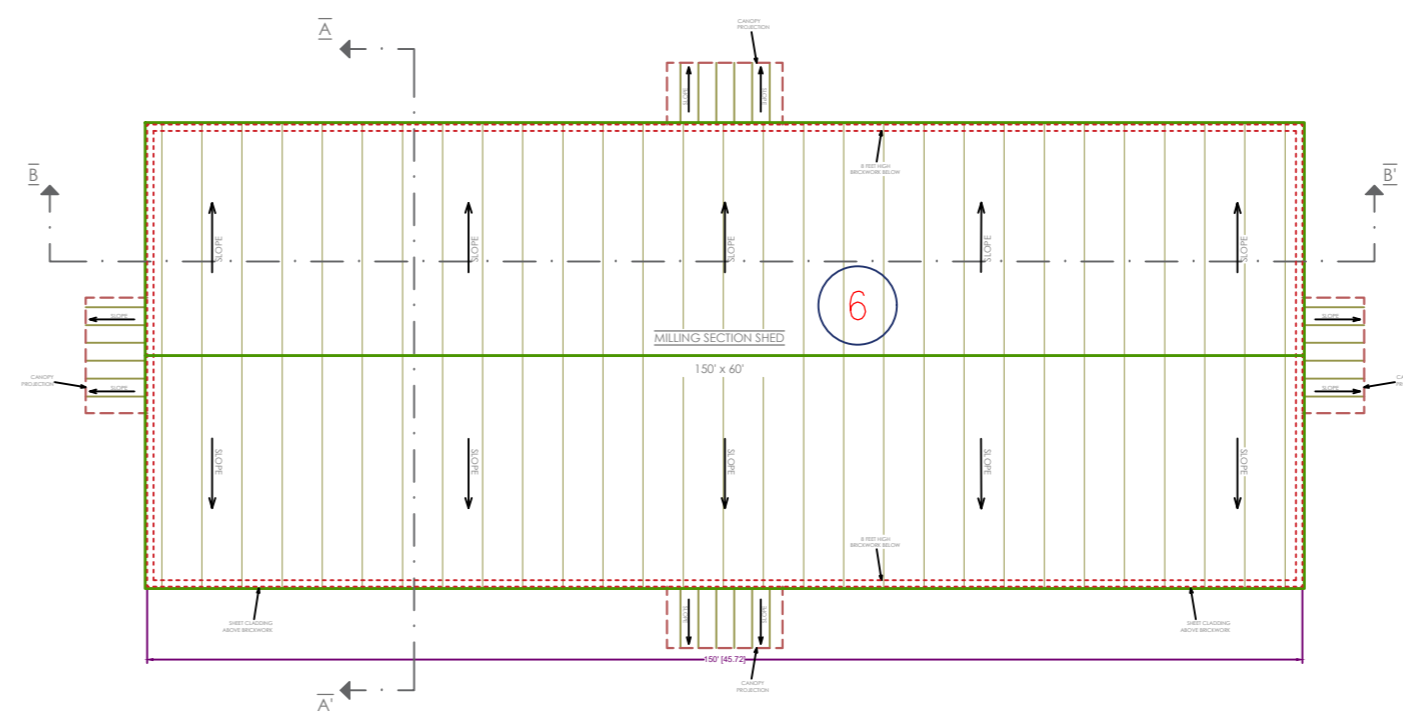 CANOPY
PROJECTION
A
SLOPE
SLOPE
8 FEET HIGH
BRICKWORK BELOW
B
B'
SLOPE
SLOPE
SLOPE
SLOPE
SLOPE
6
SLOPE
SLOPE
MILLING SECTION SHED
150' x 60'
CANOPY
PROJECTION
SLOPE
SLOPE
SLOPE
SLOPE
SLOPE
SLOPE
SLOPE
8 FEET HIGH
BRICKWORK BELOW
SLOPE
SLOPE
SHEET CLADDING
ABOVE BRICKWORK
SHEET CLADDING
ABOVE BRICKWORK
150' [45.72]
CANOPY
PROJECTION
A'